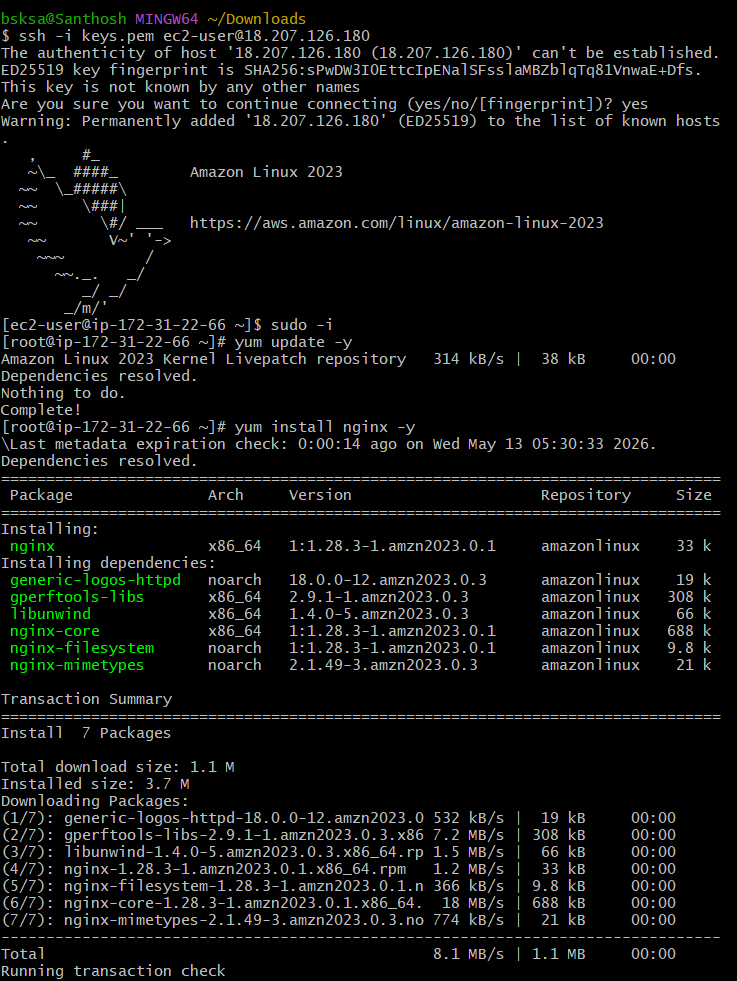 bsksa@Santhosh MINGW64 ~/Downloads
$ ssh -i keys.pem ec2-user@18.207.126.180
The authenticity of host '18.207.126.180 (18.207.126.180)' can't be established.
ED25519 key fingerprint is SHA256:sPwDW3IOEttcIpENalSFsslaMBZblqTq81VnwaE+Dfs.
This key is not known by any other names
Are you sure you want to continue connecting (yes/no/[fingerprint])? yes
Warning: Permanently added '18.207.126.180' (ED25519) to the list of known hosts
.
   ,     #_
   ~\_  ####_        Amazon Linux 2023
  ~~  \_#####\
  ~~     \###|
  ~~       \#/ ___   https://aws.amazon.com/linux/amazon-linux-2023
   ~~       V~' '->
    ~~~         /
      ~~._.   _/
         _/ _/
       _/m/'
[ec2-user@ip-172-31-22-66 ~]$ sudo -i
[root@ip-172-31-22-66 ~]# yum update -y
Amazon Linux 2023 Kernel Livepatch repository   314 kB/s |  38 kB     00:00
Dependencies resolved.
Nothing to do.
Complete!
[root@ip-172-31-22-66 ~]# yum install nginx -y
\Last metadata expiration check: 0:00:14 ago on Wed May 13 05:30:33 2026.
Dependencies resolved.
================================================================================
 Package               Arch     Version                     Repository     Size
================================================================================
Installing:
 nginx                 x86_64   1:1.28.3-1.amzn2023.0.1     amazonlinux    33 k
Installing dependencies:
 generic-logos-httpd   noarch   18.0.0-12.amzn2023.0.3      amazonlinux    19 k
 gperftools-libs       x86_64   2.9.1-1.amzn2023.0.3        amazonlinux   308 k
 libunwind             x86_64   1.4.0-5.amzn2023.0.3        amazonlinux    66 k
 nginx-core            x86_64   1:1.28.3-1.amzn2023.0.1     amazonlinux   688 k
 nginx-filesystem      noarch   1:1.28.3-1.amzn2023.0.1     amazonlinux   9.8 k
 nginx-mimetypes       noarch   2.1.49-3.amzn2023.0.3       amazonlinux    21 k
Transaction Summary
================================================================================
Install  7 Packages
Total download size: 1.1 M
Installed size: 3.7 M
Downloading Packages:
(1/7): generic-logos-httpd-18.0.0-12.amzn2023.0 532 kB/s |  19 kB     00:00
(2/7): gperftools-libs-2.9.1-1.amzn2023.0.3.x86 7.2 MB/s | 308 kB     00:00
(3/7): libunwind-1.4.0-5.amzn2023.0.3.x86_64.rp 1.5 MB/s |  66 kB     00:00
(4/7): nginx-1.28.3-1.amzn2023.0.1.x86_64.rpm   1.2 MB/s |  33 kB     00:00
(5/7): nginx-filesystem-1.28.3-1.amzn2023.0.1.n 366 kB/s | 9.8 kB     00:00
(6/7): nginx-core-1.28.3-1.amzn2023.0.1.x86_64.  18 MB/s | 688 kB     00:00
(7/7): nginx-mimetypes-2.1.49-3.amzn2023.0.3.no 774 kB/s |  21 kB     00:00
--------------------------------------------------------------------------------
Total                                           8.1 MB/s | 1.1 MB     00:00
Running transaction check